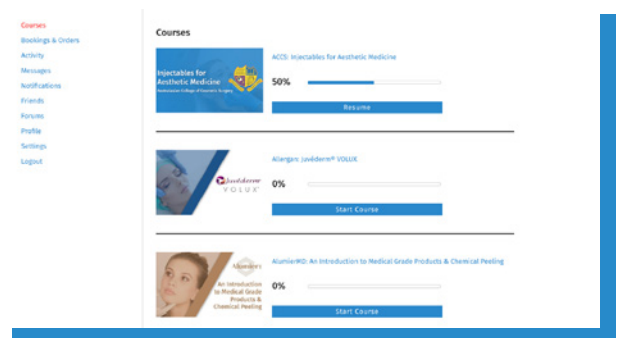 Courses
Bookings & Orders
Activity
Messages
Notifications
Friends
Forums
Profile
Settings
Logout
Courses
Injectables for
Aesthetic Medicine
ACCS: Injectables for Aesthetic Medicine
50%
Resume
Juvéderm
VOLUX
Allergan: Juvéderm® VOLUX
0%
Start Course
Alumier
An Introduction
to Medical Grade
Products &
Chemical Peeling
AlumierMD: An Introduction to Medical Grade Products & Chemical Peeling
0%
Start Course